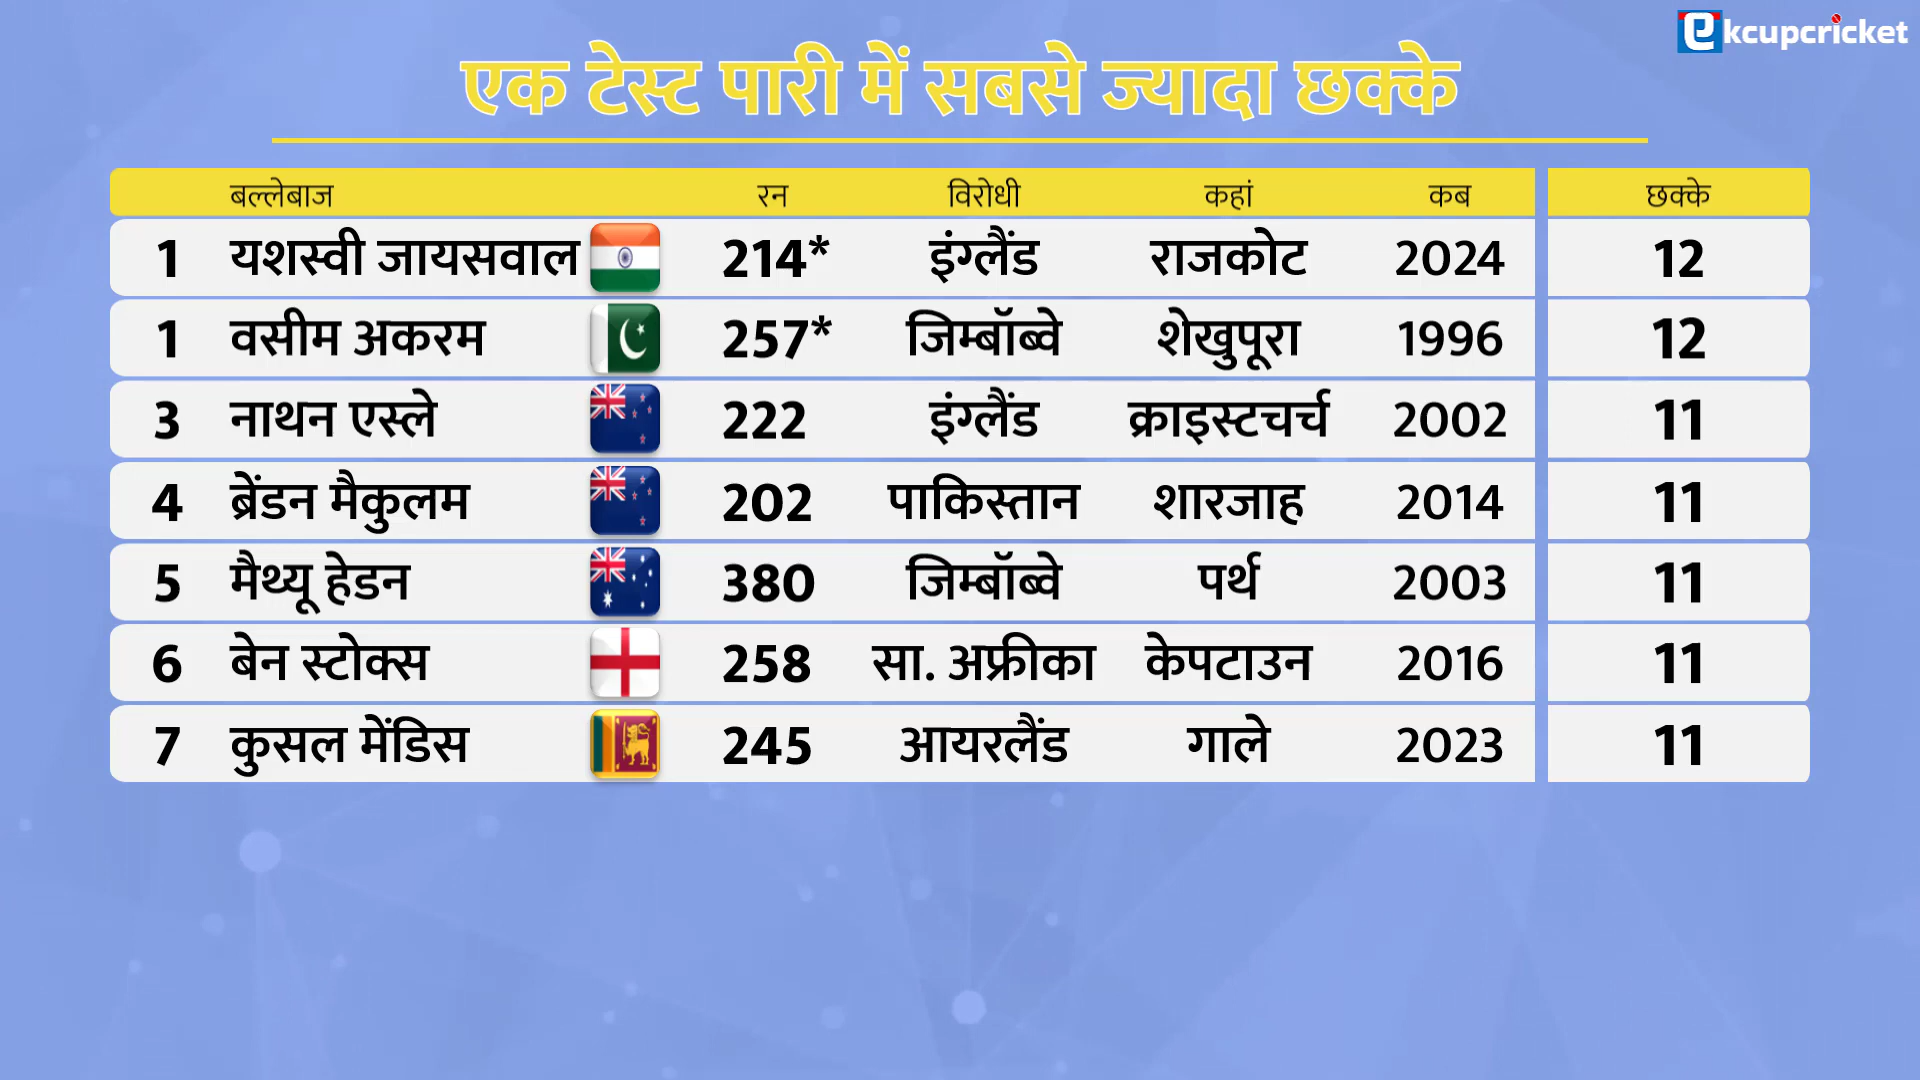 ekcupcricket
एक टेस्ट पारी में सबसे ज्यादा छक्के
बल्लेबाज रन विरोधी कहां कब छक्के
1 यशस्वी जायसवाल 214* इंग्लैंड राजकोट 2024 12
1 वसीम अकरम 257* जिम्बॉब्वे शेखुपूरा 1996 12
3 नाथन एस्ले 222 इंग्लैंड क्राइस्टचर्च 2002 11
4 ब्रेंडन मैकुलम 202 पाकिस्तान शारजाह 2014 11
5 मैथ्यू हेडन 380 जिम्बॉब्वे पर्थ 2003 11
6 बेन स्टोक्स 258 सा. अफ्रीका केपटाउन 2016 11
7 कुसल मेंडिस 245 आयरलैंड गाले 2023 11